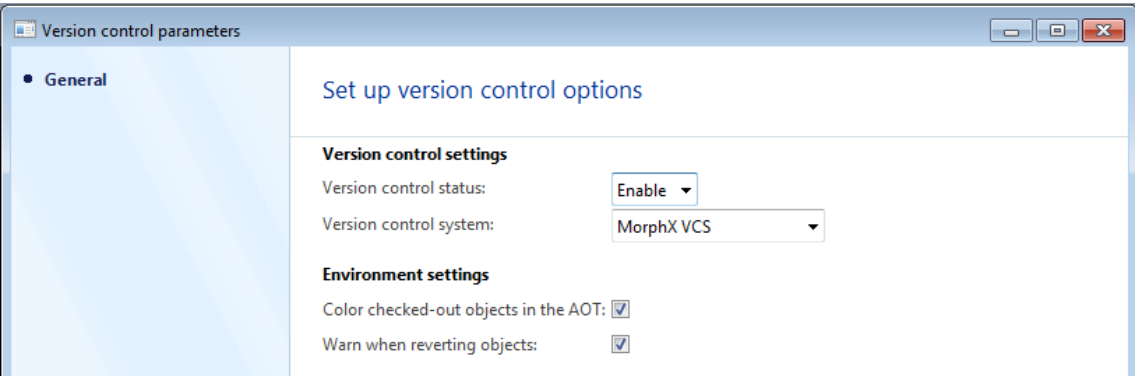 Version control parameters
General
Set up version control options
Version control settings
Version control status: Enable
Version control system: MorphX VCS
Environment settings
Color checked-out objects in the AOT:
Warn when reverting objects: